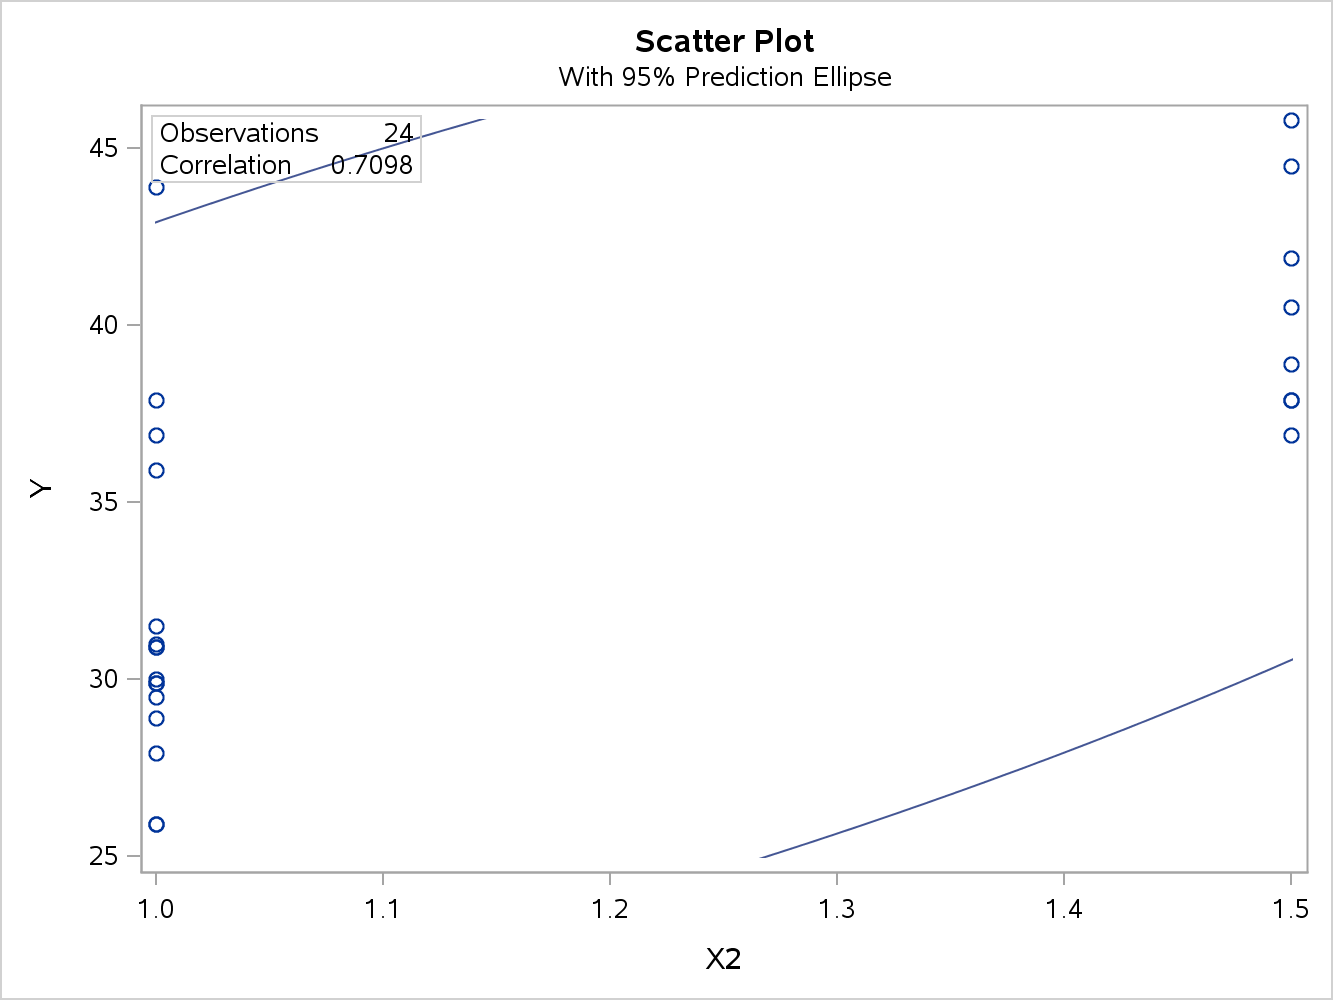 Scatter Plot
With 95% Prediction Ellipse
Observations 24
Correlation 0.7098
45
40
35
30
25
Y
1.0 1.1 1.2 1.3 1.4 1.5
X2